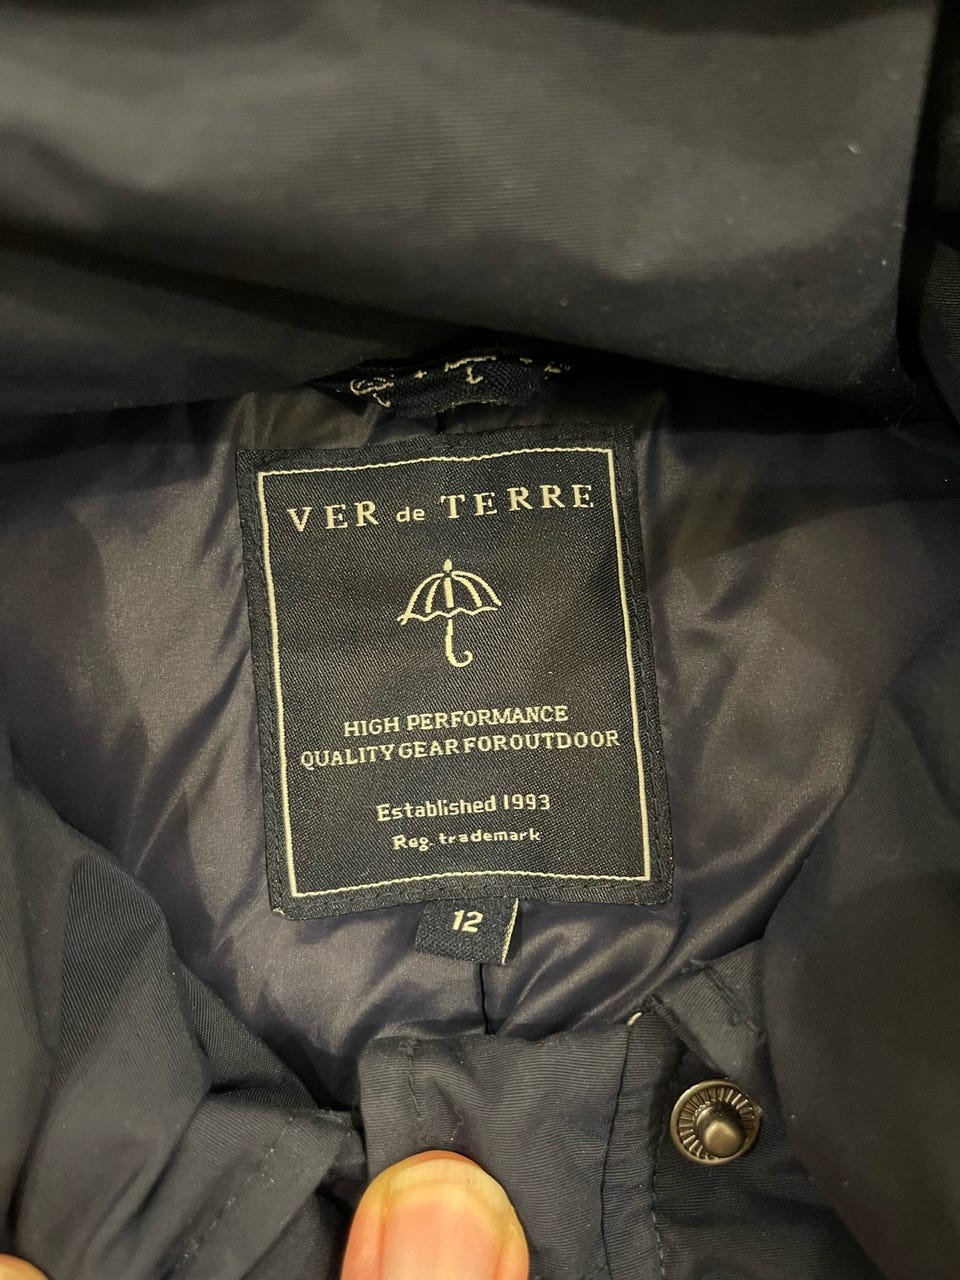 VER de TERRE
HIGH PERFORMANCE
QUALITY GEAR FOR OUTDOOR
Established 1993
Reg. trademark
12